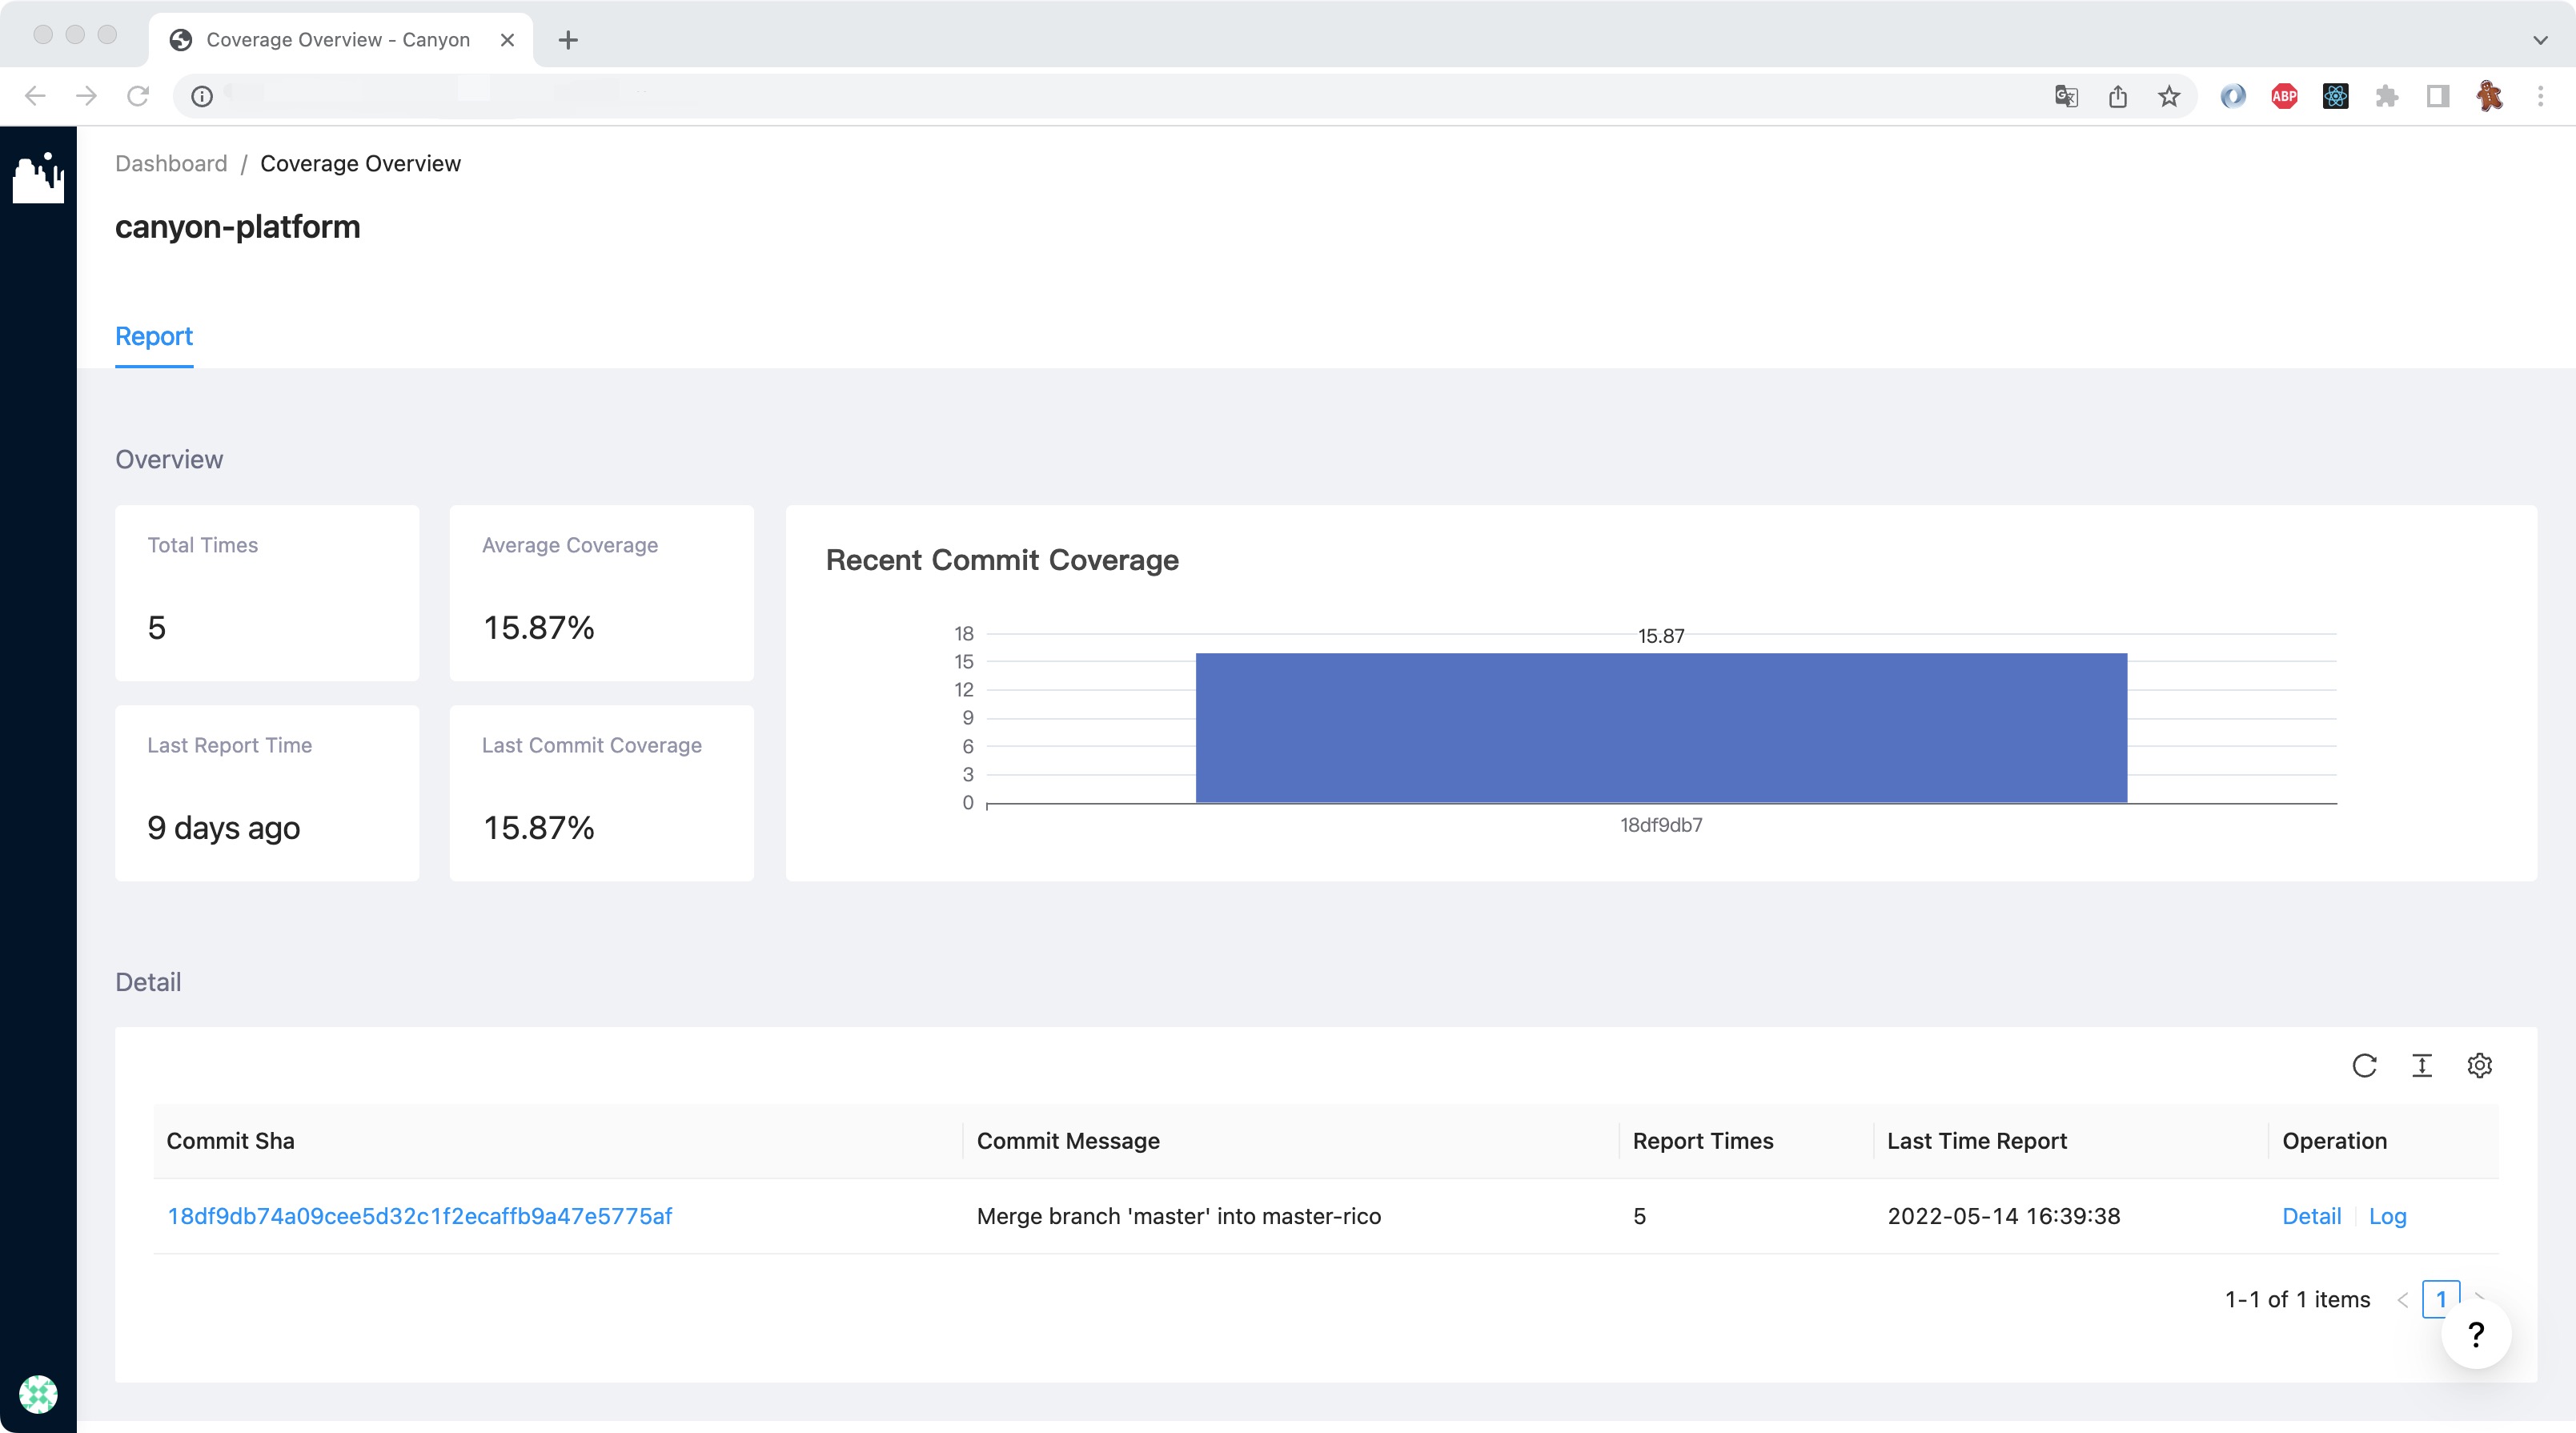 Coverage Overview - Canyon
ABP
Dashboard / Coverage Overview
canyon-platform
Report
Overview
Total Times
5
Average Coverage
15.87%
Last Report Time
9 days ago
Last Commit Coverage
15.87%
Recent Commit Coverage
18
15
12
9
6
3
0
15.87
18df9db7
Detail
Commit Sha Commit Message Report Times Last Time Report Operation
18df9db74a09cee5d32c1f2ecaffb9a47e5775af Merge branch 'master' into master-rico 5 2022-05-14 16:39:38 Detail Log
1-1 of 1 items < 1 >
?